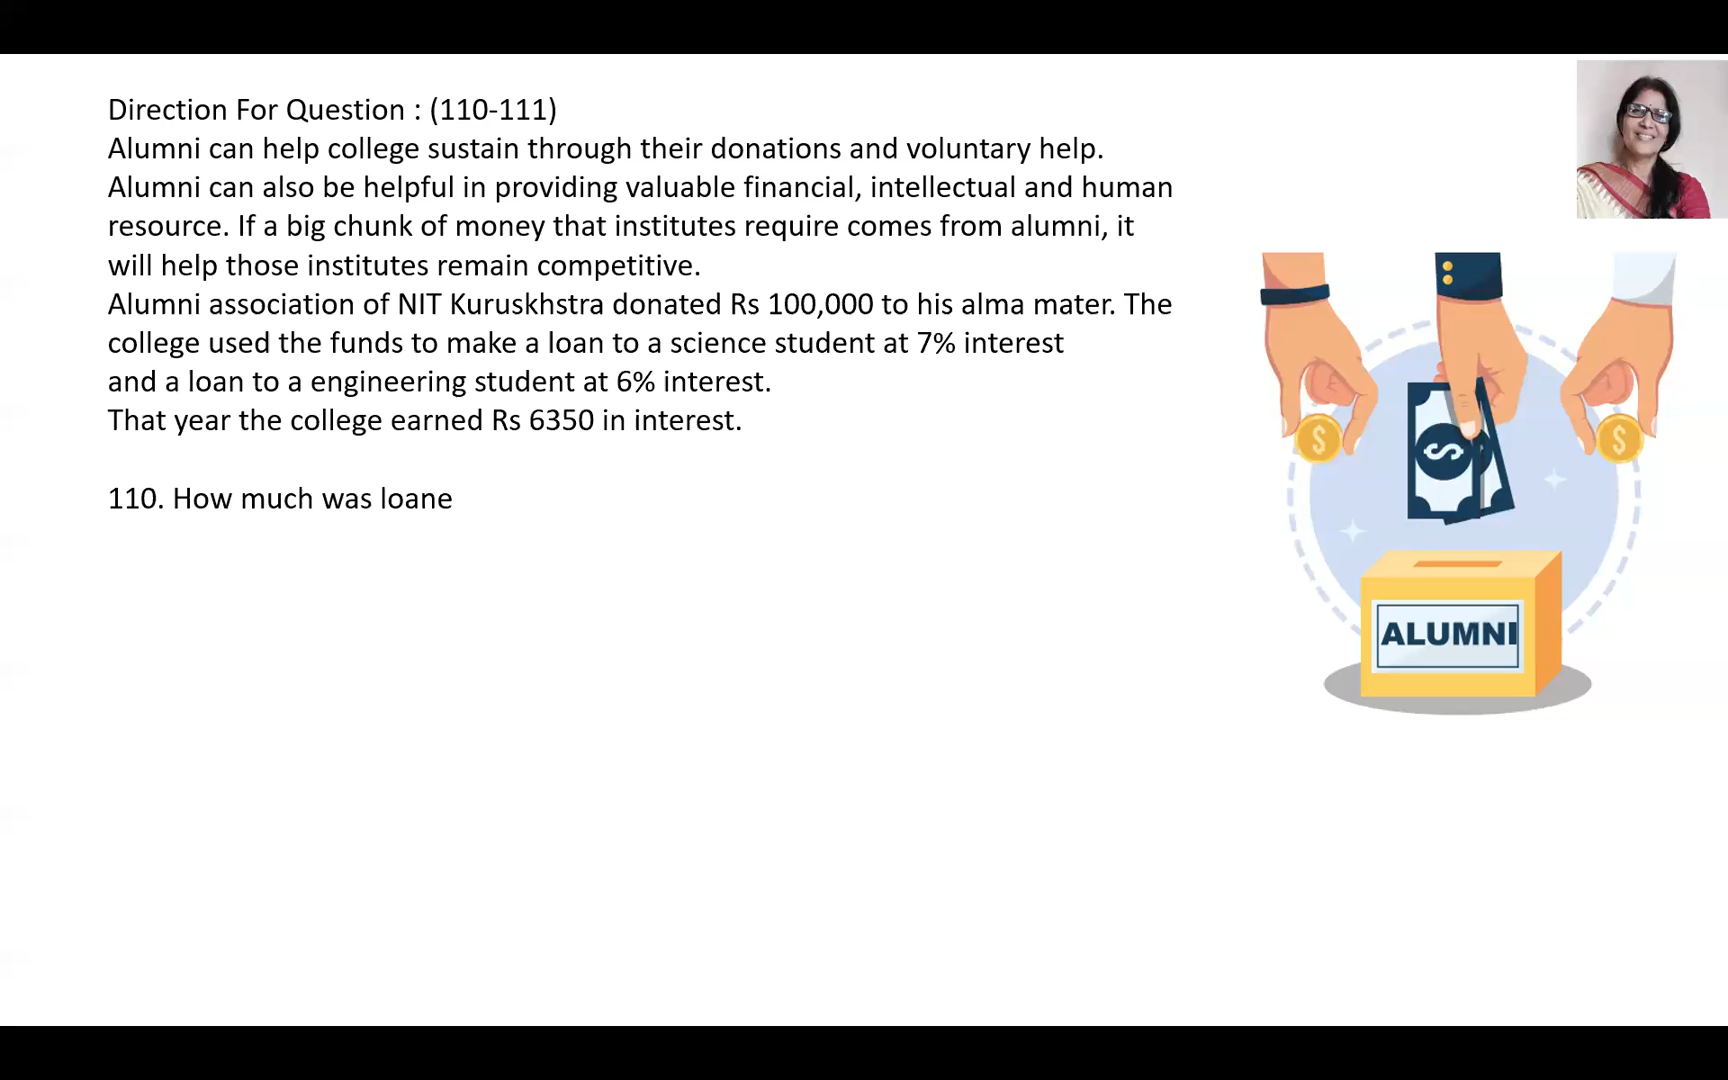 Direction For Question : (110-111)
Alumni can help college sustain through their donations and voluntary help.
Alumni can also be helpful in providing valuable financial, intellectual and human
resource. If a big chunk of money that institutes require comes from alumni, it
will help those institutes remain competitive.
Alumni association of NIT Kuruskhstra donated Rs 100,000 to his alma mater. The
college used the funds to make a loan to a science student at 7% interest
and a loan to a engineering student at 6% interest.
That year the college earned Rs 6350 in interest.
110. How much was loane
ALUMNI